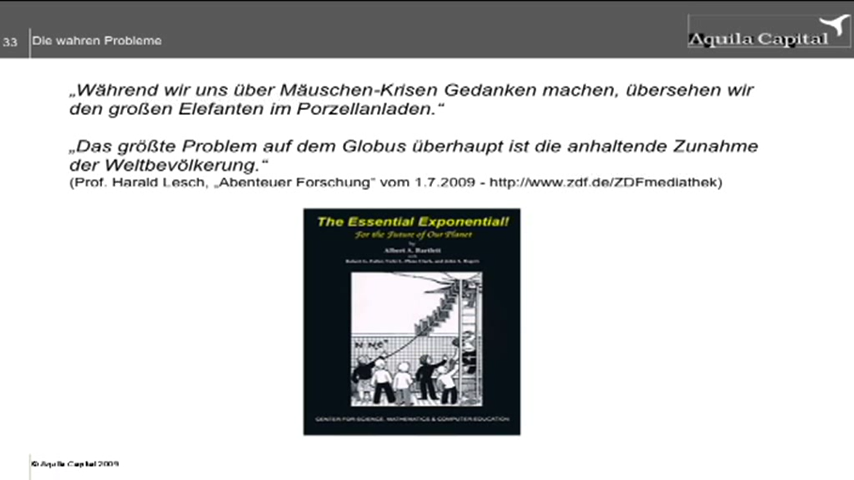 33 Die wahren Probleme
Aquila Capital
„Während wir uns über Mäuschen-Krisen Gedanken machen, übersehen wir
den großen Elefanten im Porzellanladen.“
„Das größte Problem auf dem Globus überhaupt ist die anhaltende Zunahme
der Weltbevölkerung.“
(Prof. Harald Lesch, „Abenteuer Forschung“ vom 1.7.2009 - http://www.zdf.de/ZDFmediathek)
The Essential Exponential!
For the Future of Our Planet
by
Albert A. Bartlett
with
CENTER FOR SCIENCE, MATHEMATICS & COMPUTER EDUCATION
© Aquila Capital 2009